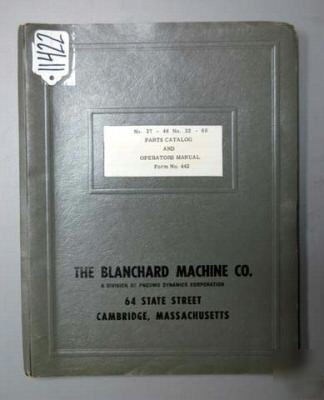 11422
No. 27 - 48 No. 32 - 60
PARTS CATALOG
AND
OPERATORS MANUAL
Form No. 442
THE BLANCHARD MACHINE CO.
A DIVISION OF PNEUMO DYNAMICS CORPORATION
64 STATE STREET
CAMBRIDGE, MASSACHUSETTS